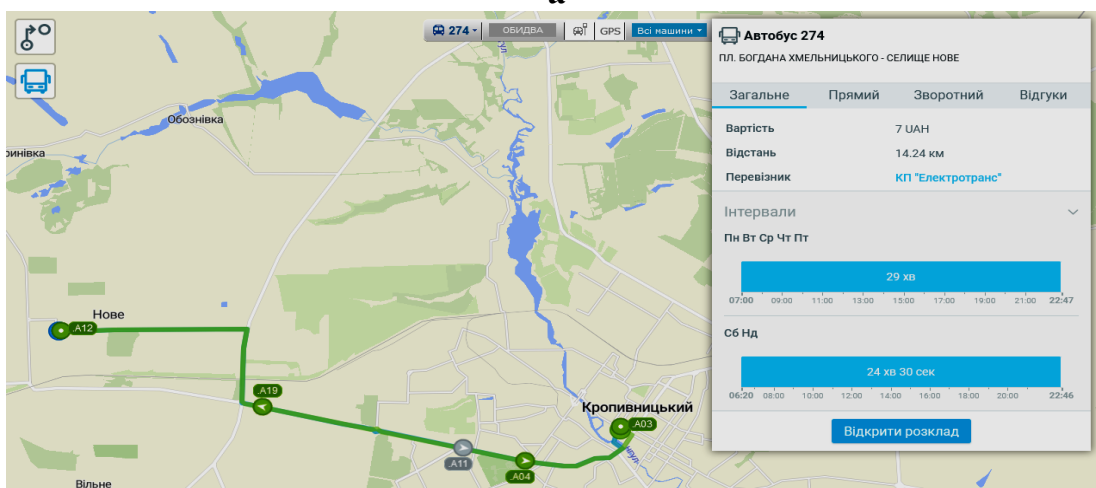 а
274
ОБИДВА
GPS
Всі машини
Автобус 274
ПЛ. БОГДАНА ХМЕЛЬНИЦЬКОГО - СЕЛИЩЕ НОВЕ
Загальне Прямий Зворотний Відгуки
Вартість 7 UAH
Відстань 14.24 км
Перевізник КП "Електротранс"
Інтервали
Пн Вт Ср Чт Пт
29 хв
07:00 09:00 11:00 13:00 15:00 17:00 19:00 21:00 22:47
Сб Нд
24 хв 30 сек
06:20 08:00 10:00 12:00 14:00 16:00 18:00 20:00 22:46
Відкрити розклад
Обознівка
Нове
.A12
.A19
Кропивницький
.A03
.A11
.A04
Вільне